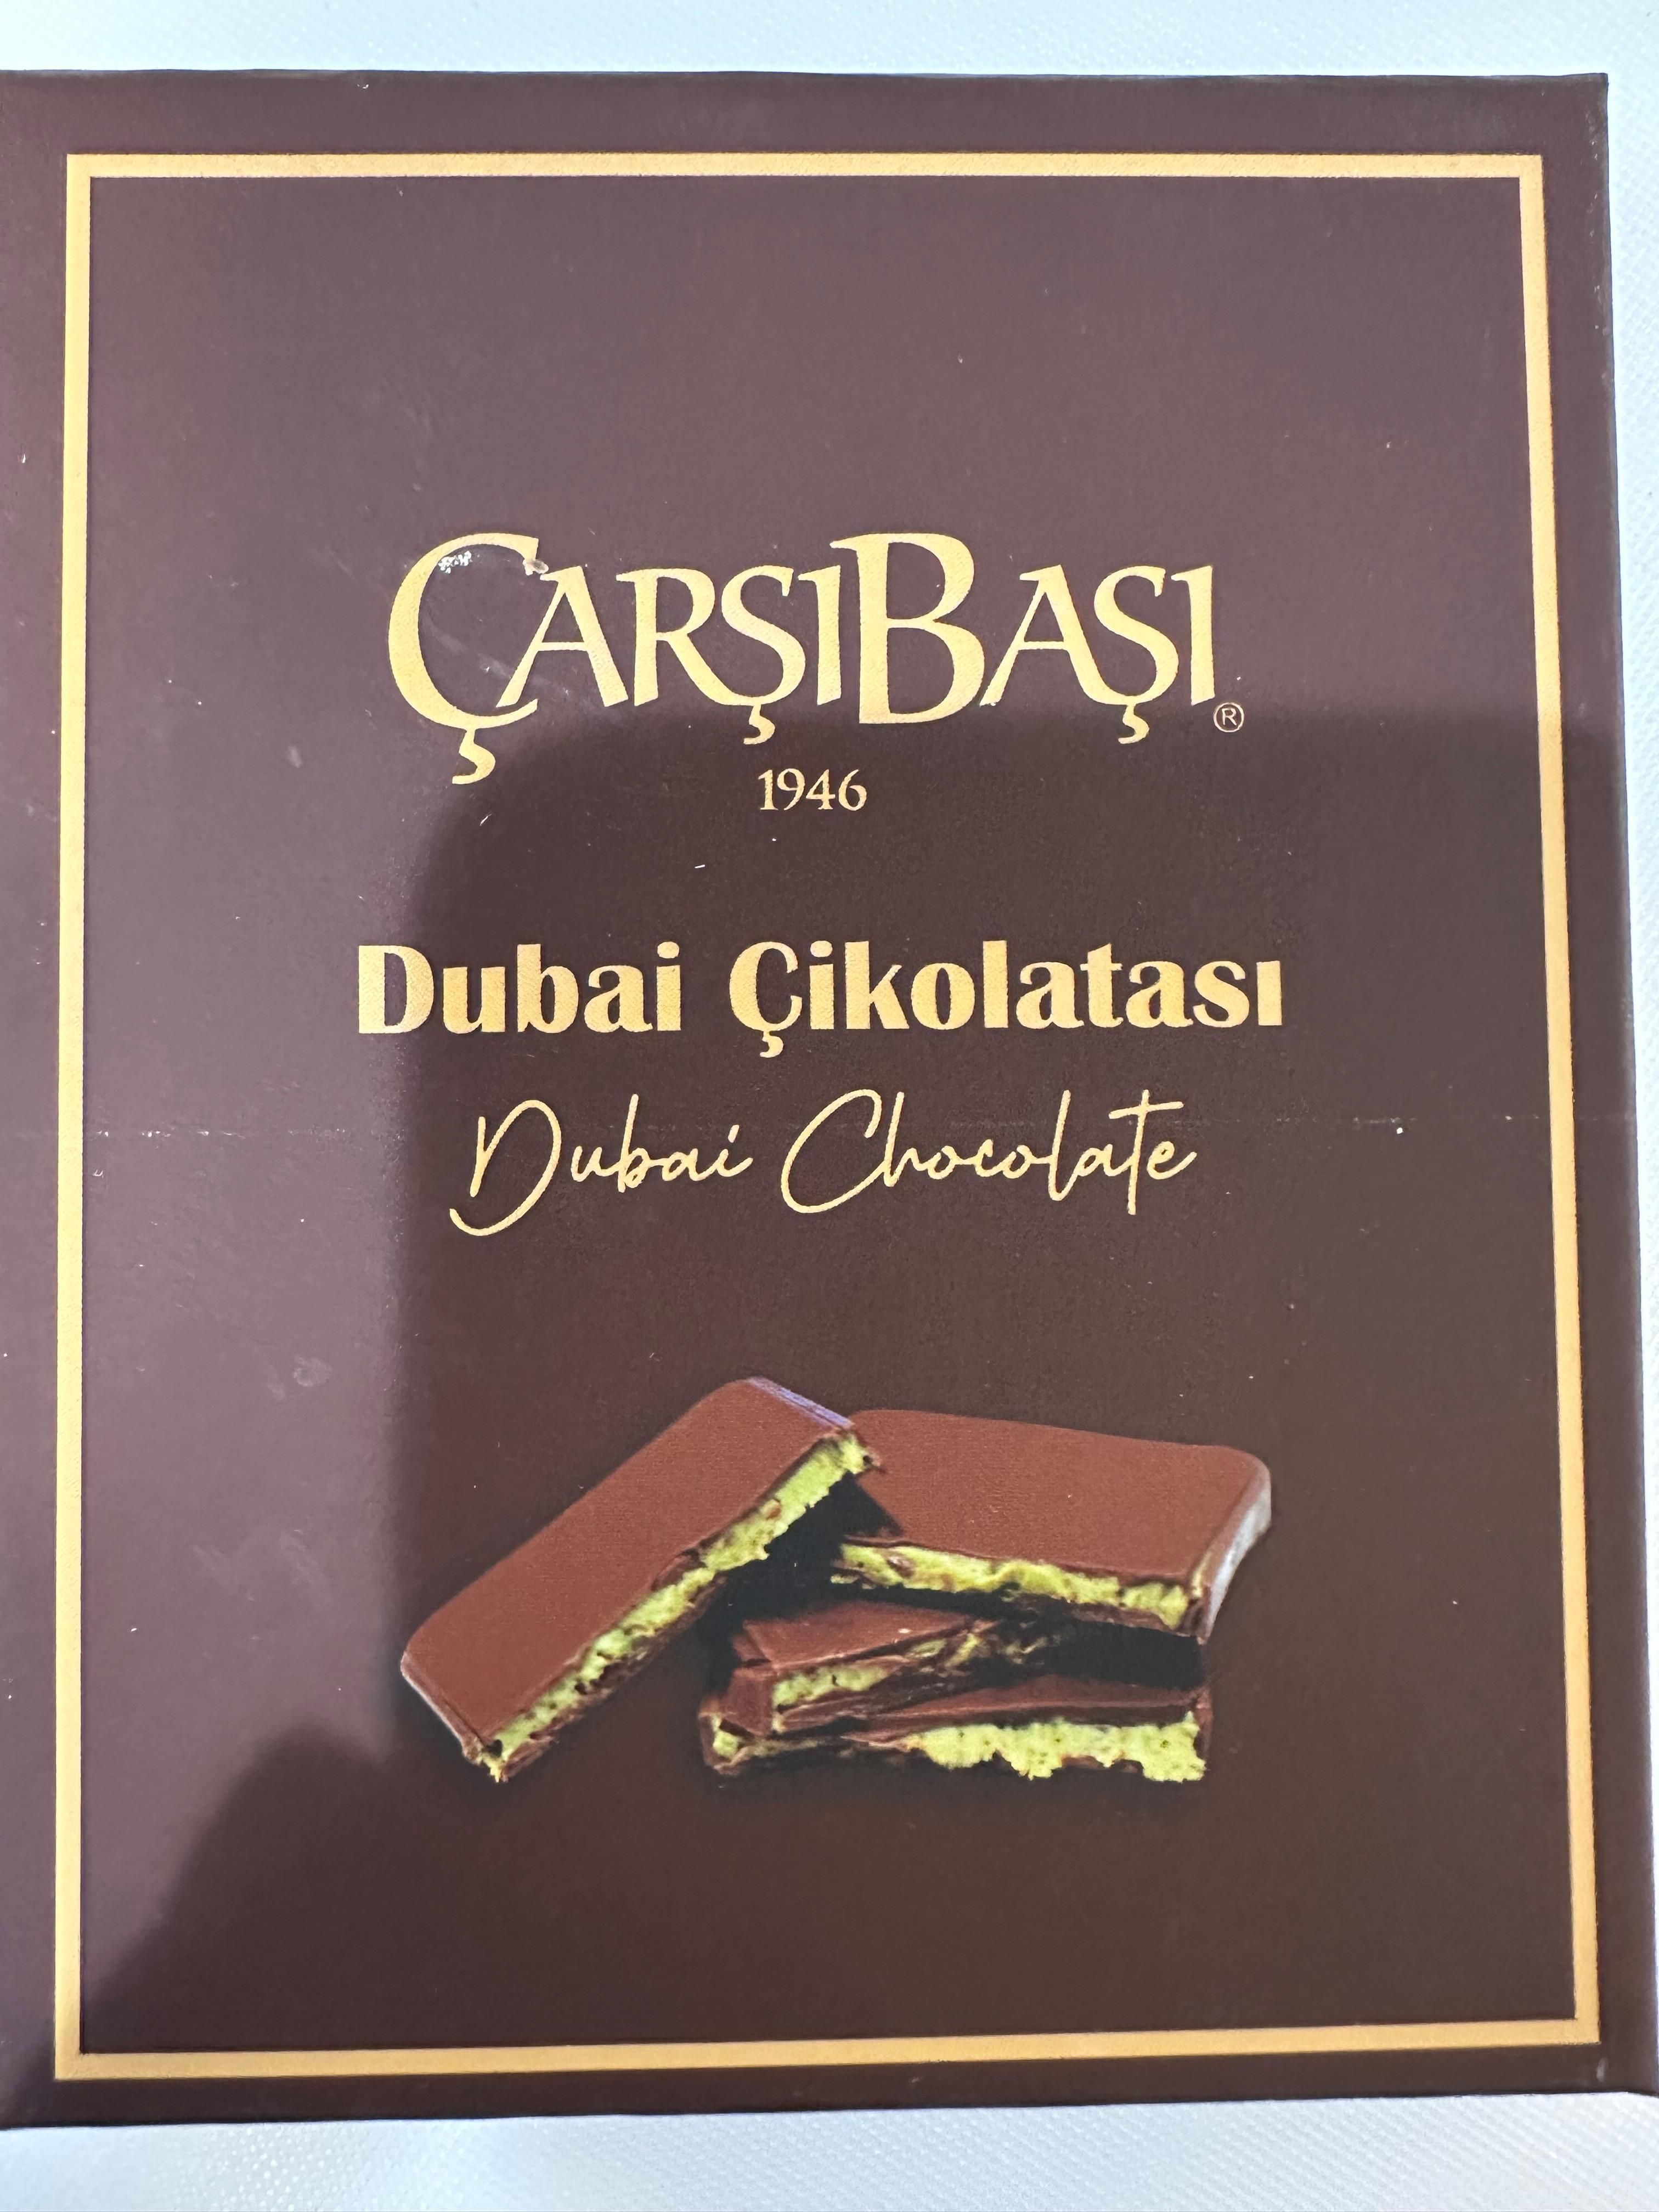 ÇARŞIBAŞI®
1946
Dubai Çikolatası
Dubai Chocolate